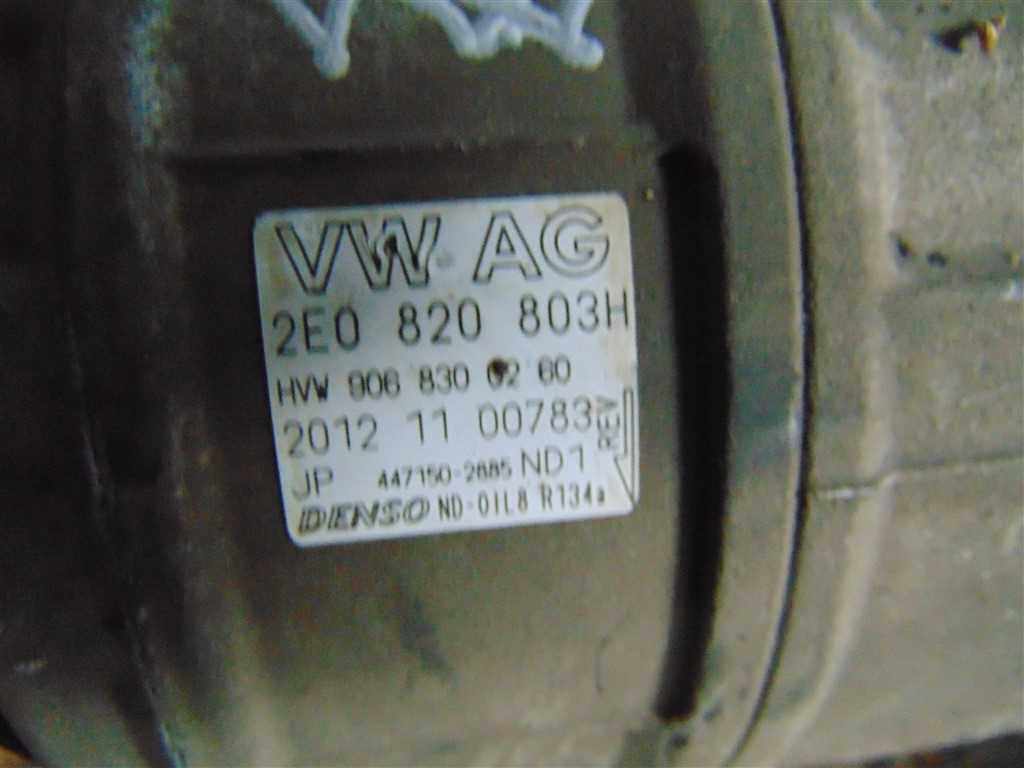 VW AG
2E0 820 803H
HVW 906 830 02 60
2012 11 00783
REV
JP 447150-2885 ND1
DENSO ND-OIL8 R134a